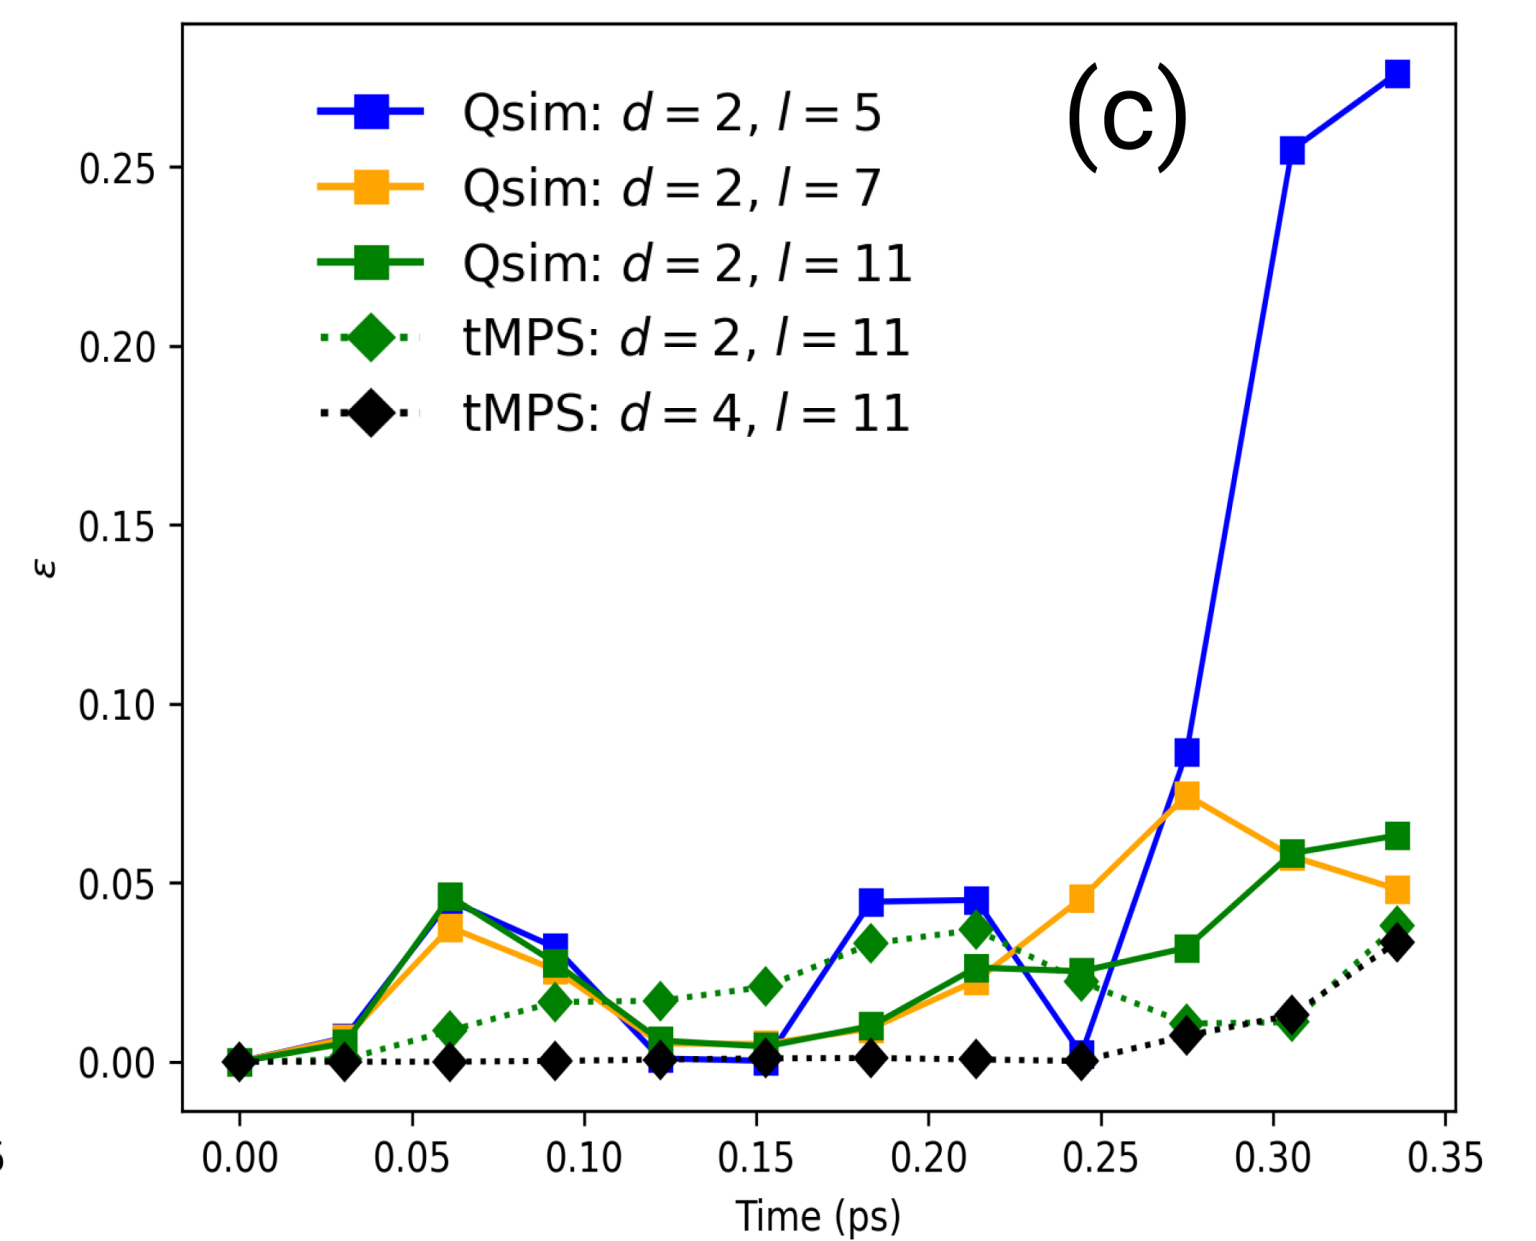 (c)
Qsim: d = 2, l = 5
Qsim: d = 2, l = 7
Qsim: d = 2, l = 11
tMPS: d = 2, l = 11
tMPS: d = 4, l = 11
0.25
0.20
0.15
0.10
0.05
0.00
ε
0.00 0.05 0.10 0.15 0.20 0.25 0.30 0.35
Time (ps)